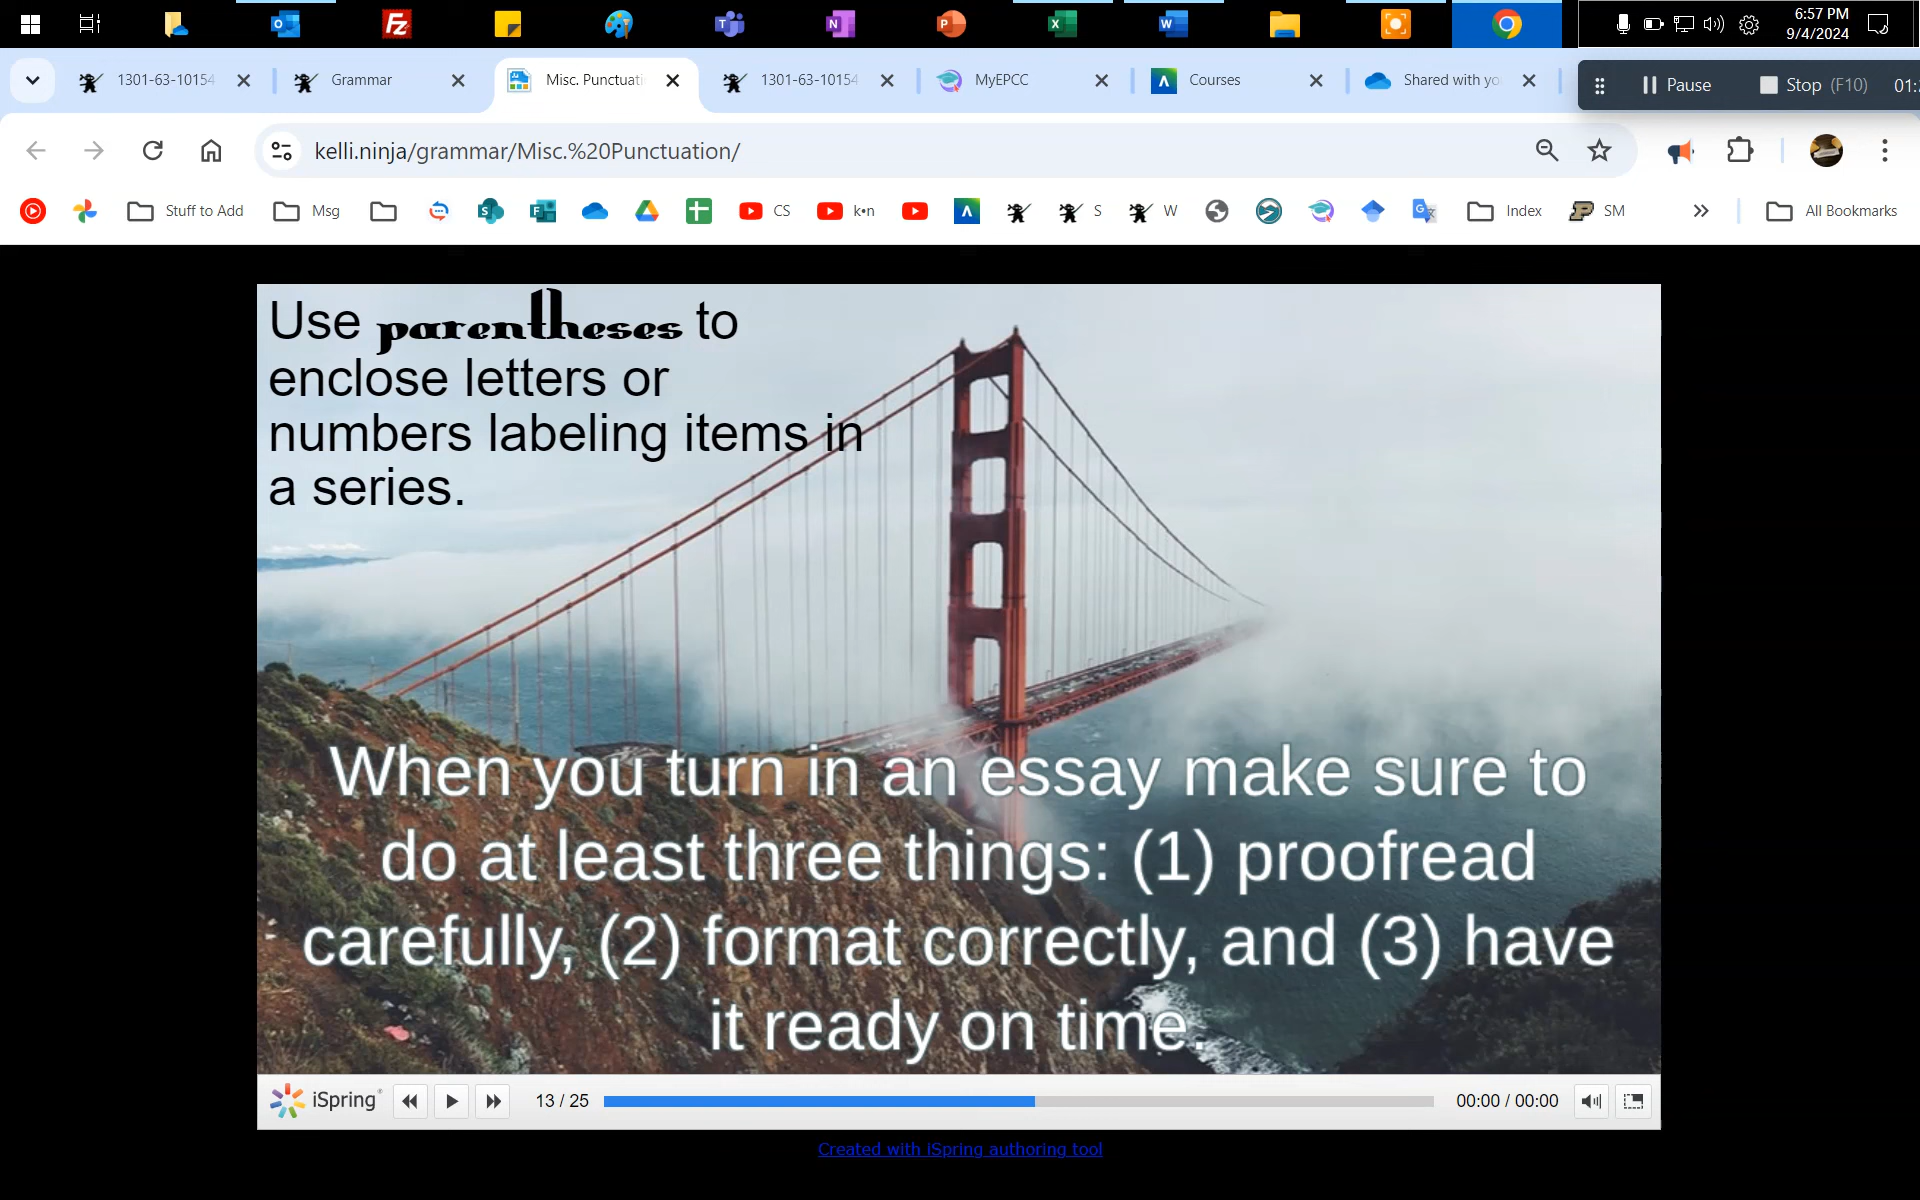 6:57 PM
9/4/2024
1301-63-10154
Grammar
Misc. Punctuati
1301-63-10154
MyEPCC
Courses
Shared with yo
Pause
Stop (F10)
01:
kelli.ninja/grammar/Misc.%20Punctuation/
Stuff to Add
Msg
CS
k•n
S
W
Index
SM
All Bookmarks
Use parentheses to
enclose letters or
numbers labeling items in
a series.
When you turn in an essay make sure to
do at least three things: (1) proofread
carefully, (2) format correctly, and (3) have
it ready on time.
iSpring
13 / 25
00:00 / 00:00
Created with iSpring authoring tool